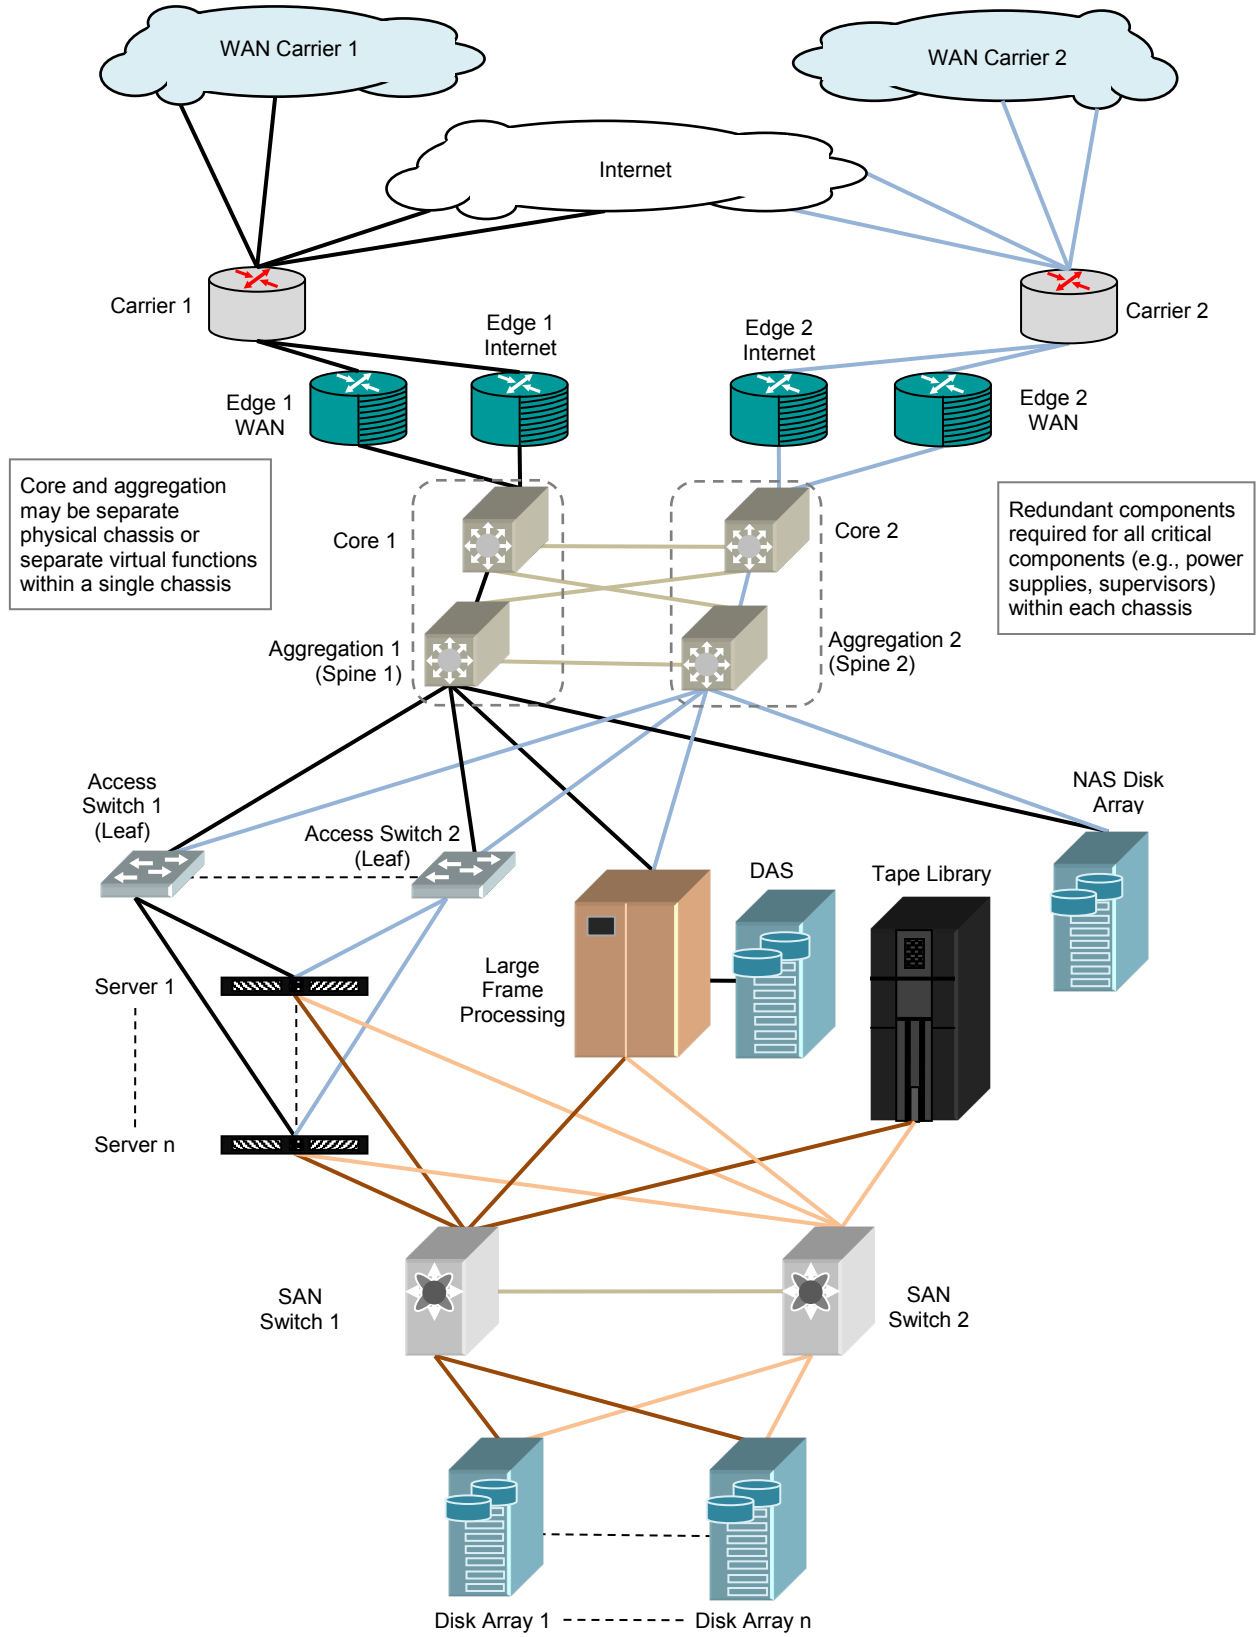 WAN Carrier 1
WAN Carrier 2
Internet
Carrier 1
Carrier 2
Edge 1
Internet
Edge 2
Internet
Edge 1
WAN
Edge 2
WAN
Core and aggregation
may be separate
physical chassis or
separate virtual functions
within a single chassis
Core 1
Core 2
Redundant components
required for all critical
components (e.g., power
supplies, supervisors)
within each chassis
Aggregation 1
(Spine 1)
Aggregation 2
(Spine 2)
Access
Switch 1
(Leaf)
Access Switch 2
(Leaf)
NAS Disk
Array
DAS
Tape Library
Server 1
Large
Frame
Processing
Server n
SAN
Switch 1
SAN
Switch 2
Disk Array 1
Disk Array n